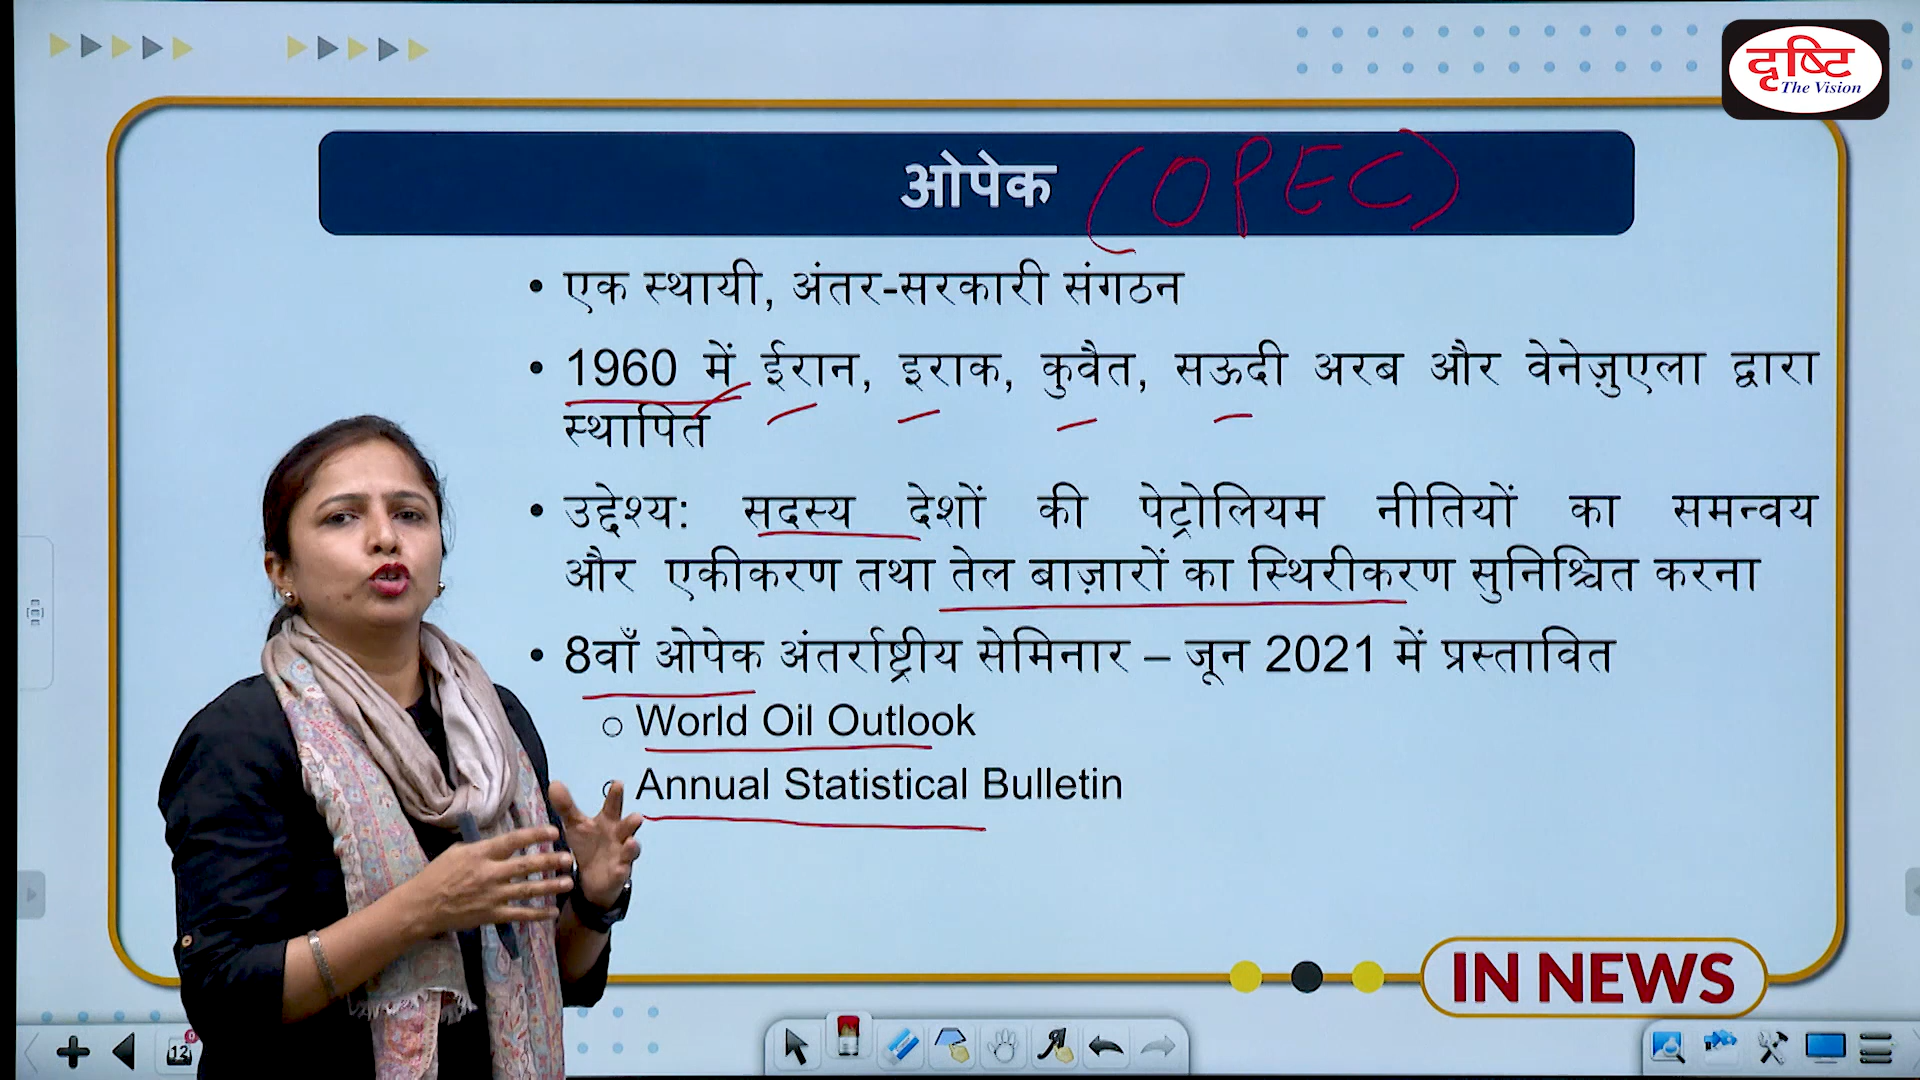 दृष्टि
The Vision
ओपेक (OPEC)
• एक स्थायी, अंतर-सरकारी संगठन
• 1960 में ईरान, इराक, कुवैत, सऊदी अरब और वेनेज़ुएला द्वारा
स्थापित
• उद्देश्य: सदस्य देशों की पेट्रोलियम नीतियों का समन्वय
और एकीकरण तथा तेल बाज़ारों का स्थिरीकरण सुनिश्चित करना
• 8वाँ ओपेक अंतर्राष्ट्रीय सेमिनार – जून 2021 में प्रस्तावित
○ World Oil Outlook
○ Annual Statistical Bulletin
IN NEWS
12